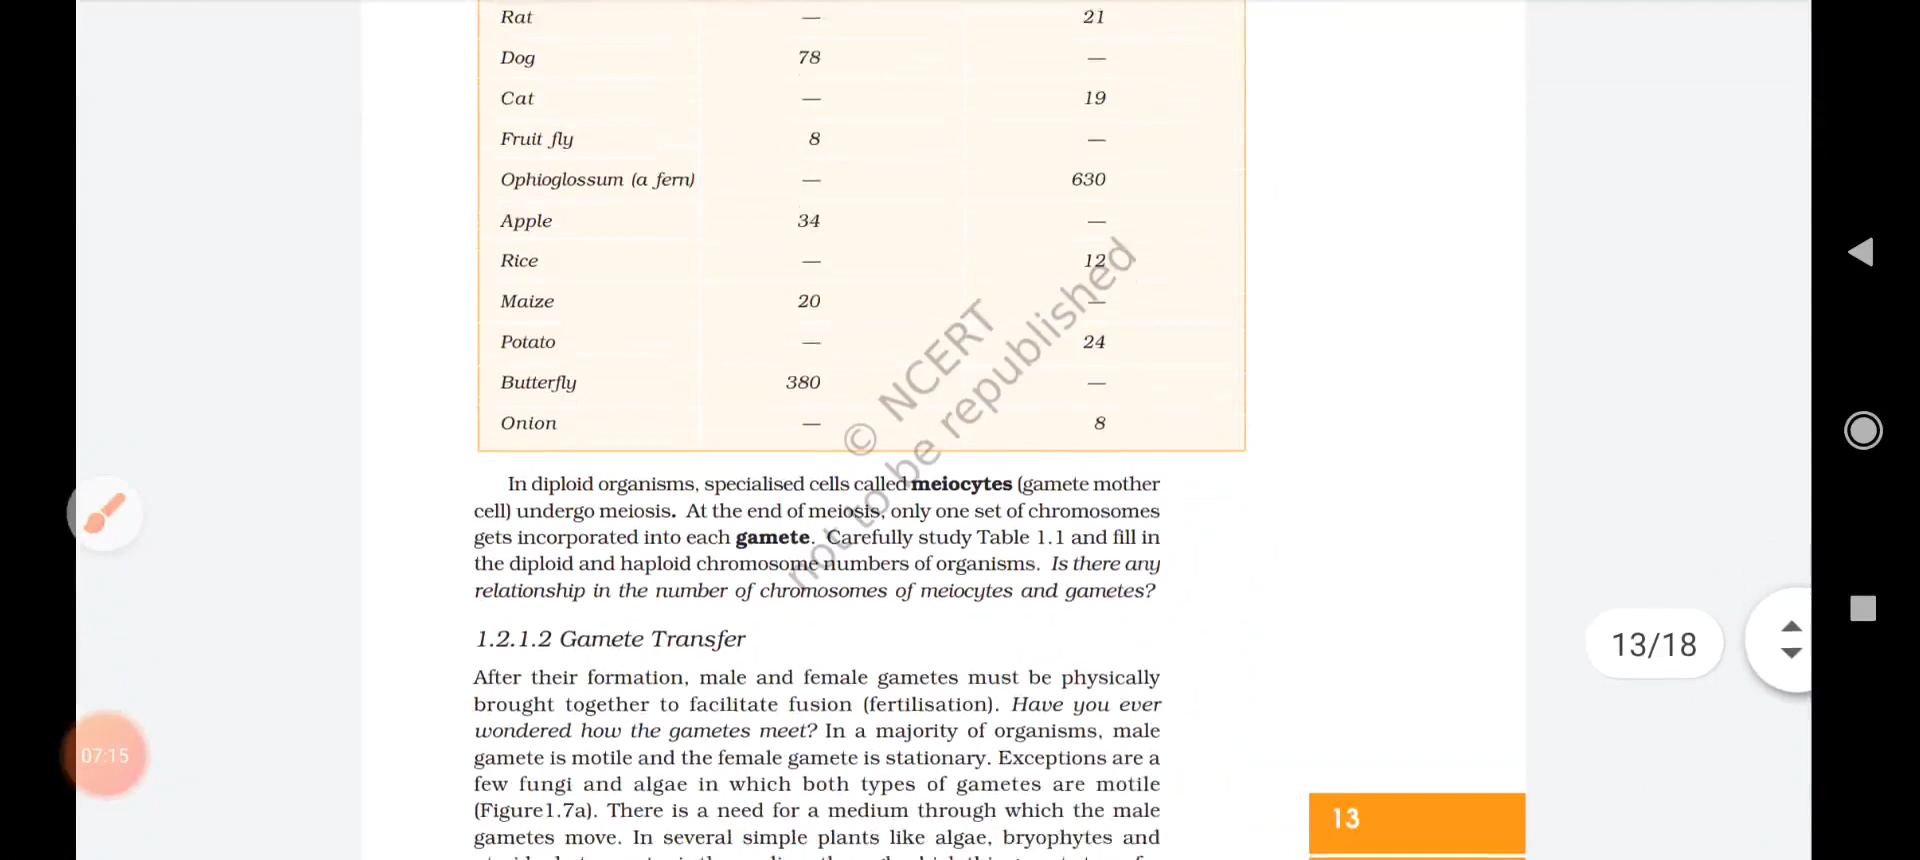 Rat — 21
Dog 78 —
Cat — 19
Fruit fly 8 —
Ophioglossum (a fern) — 630
Apple 34 —
Rice — 12
Maize 20 —
Potato — 24
Butterfly 380 —
Onion — 8
© NCERT
not to be republished
In diploid organisms, specialised cells called meiocytes (gamete mother
cell) undergo meiosis. At the end of meiosis, only one set of chromosomes
gets incorporated into each gamete. Carefully study Table 1.1 and fill in
the diploid and haploid chromosome numbers of organisms. Is there any
relationship in the number of chromosomes of meiocytes and gametes?
1.2.1.2 Gamete Transfer
After their formation, male and female gametes must be physically
brought together to facilitate fusion (fertilisation). Have you ever
wondered how the gametes meet? In a majority of organisms, male
gamete is motile and the female gamete is stationary. Exceptions are a
few fungi and algae in which both types of gametes are motile
(Figure1.7a). There is a need for a medium through which the male
gametes move. In several simple plants like algae, bryophytes and
13
13/18
07:15